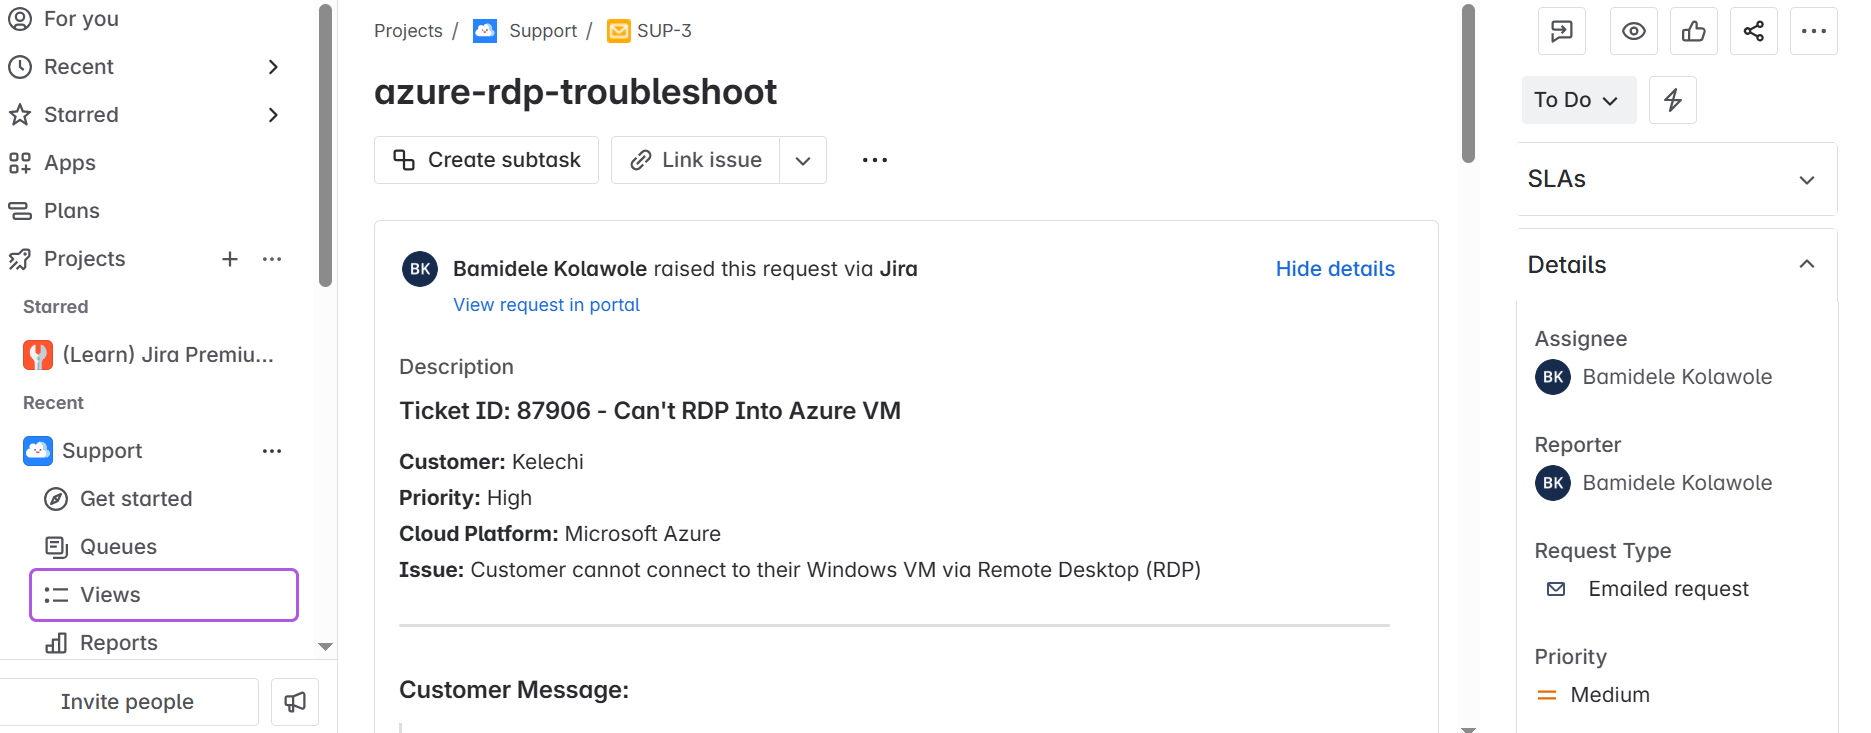 For you
Recent
Starred
Apps
Plans
Projects
Starred
(Learn) Jira Premiu...
Recent
Support
Get started
Queues
Views
Reports
Invite people
Projects / Support / SUP-3
azure-rdp-troubleshoot
Create subtask Link issue
BK Bamidele Kolawole raised this request via Jira Hide details
View request in portal
Description
Ticket ID: 87906 - Can't RDP Into Azure VM
Customer: Kelechi
Priority: High
Cloud Platform: Microsoft Azure
Issue: Customer cannot connect to their Windows VM via Remote Desktop (RDP)
Customer Message:
To Do
SLAs
Details
Assignee
BK Bamidele Kolawole
Reporter
BK Bamidele Kolawole
Request Type
Emailed request
Priority
Medium